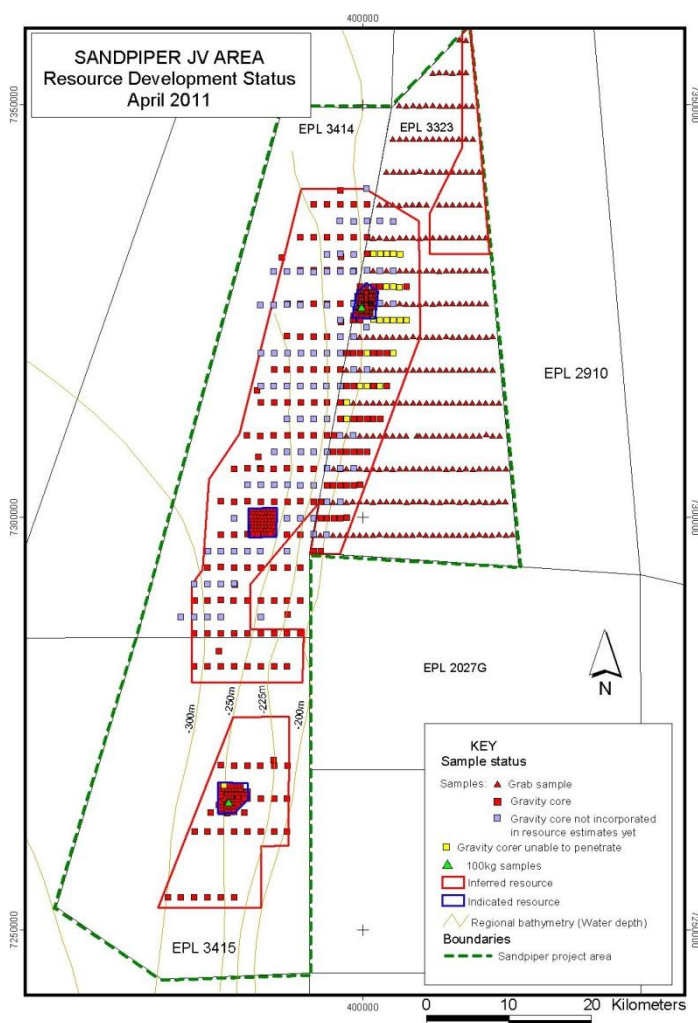 400000
SANDPIPER JV AREA
Resource Development Status
April 2011
7350000
7350000
EPL 3414
EPL 3323
EPL 2910
7300000
7300000
EPL 2027G
N
-300m
-250m
-225m
-200m
KEY
Sample status
Samples: Grab sample
Gravity core
Gravity core not incorporated
in resource estimates yet
Gravity corer unable to penetrate
100kg samples
Inferred resource
Indicated resource
Regional bathymetry (Water depth)
Boundaries
Sandpiper project area
7250000
7250000
EPL 3415
400000
0 10 20 Kilometers